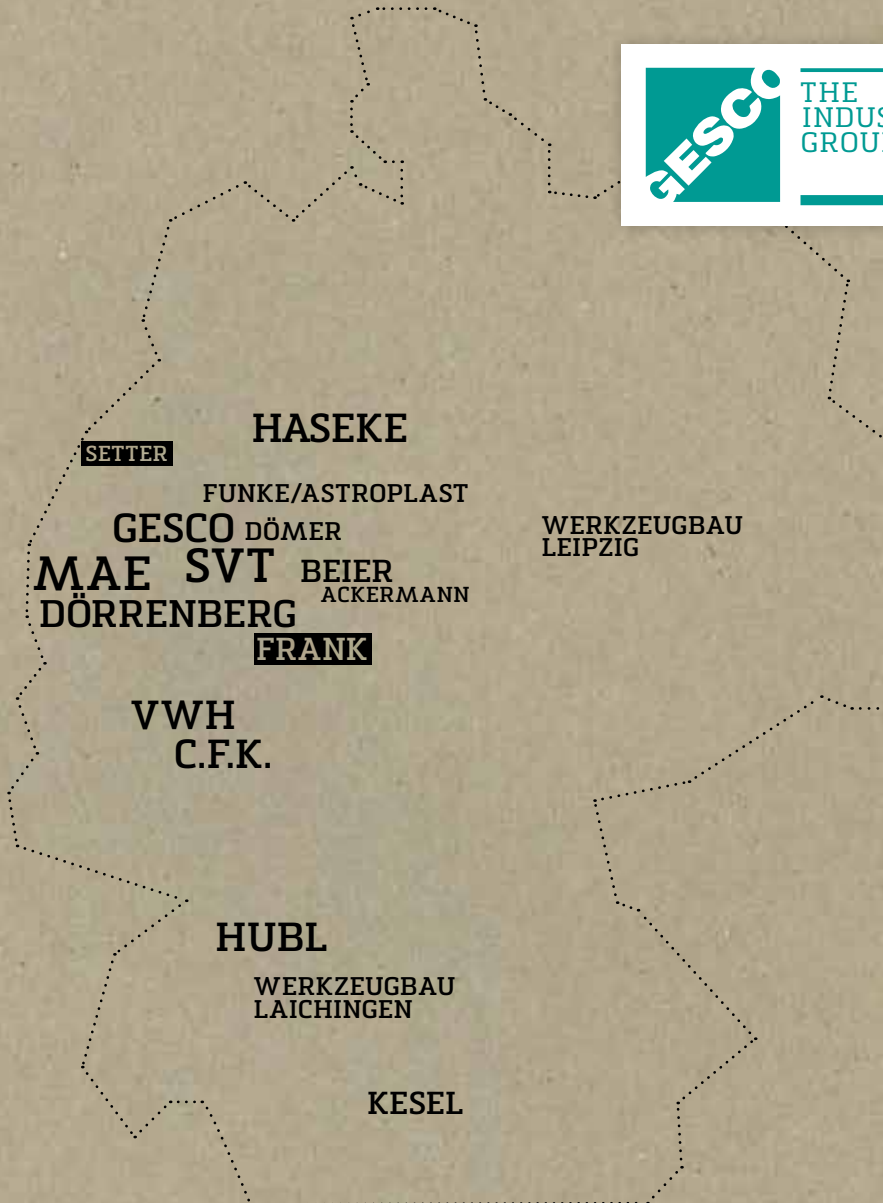 GESCO
THE
INDUS
GROU
HASEKE
SETTER
FUNKE/ASTROPLAST
GESCO DÖMER
WERKZEUGBAU
LEIPZIG
MAE SVT BEIER
ACKERMANN
DÖRRENBERG
FRANK
VWH
C.F.K.
HUBL
WERKZEUGBAU
LAICHINGEN
KESEL